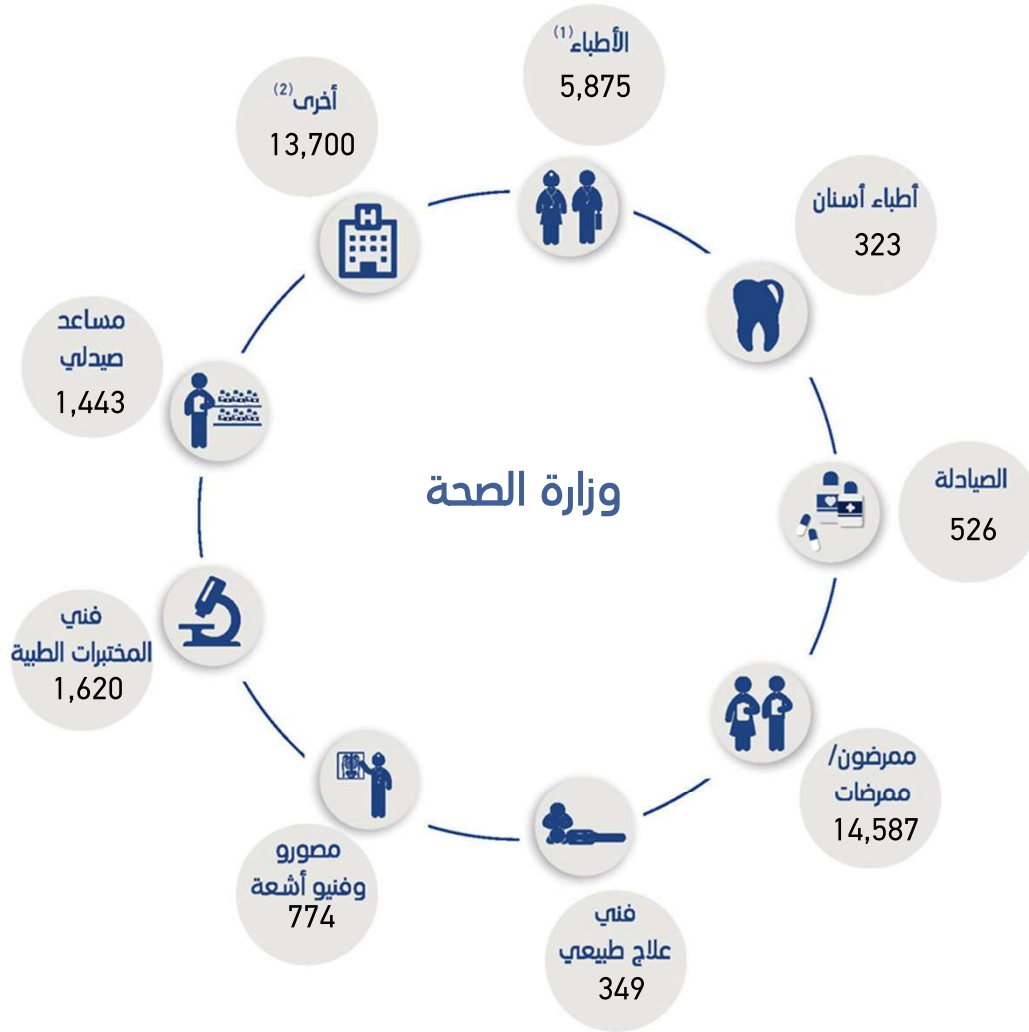 الأطباء(1)
5,875
أطباء أسنان
323
الصيادلة
526
ممرضون/
ممرضات
14,587
فني
علاج طبيعي
349
مصورو
وفنيو أشعة
774
فني
المختبرات الطبية
1,620
مساعد
صيدلي
1,443
أخرى(2)
13,700
H
وزارة الصحة